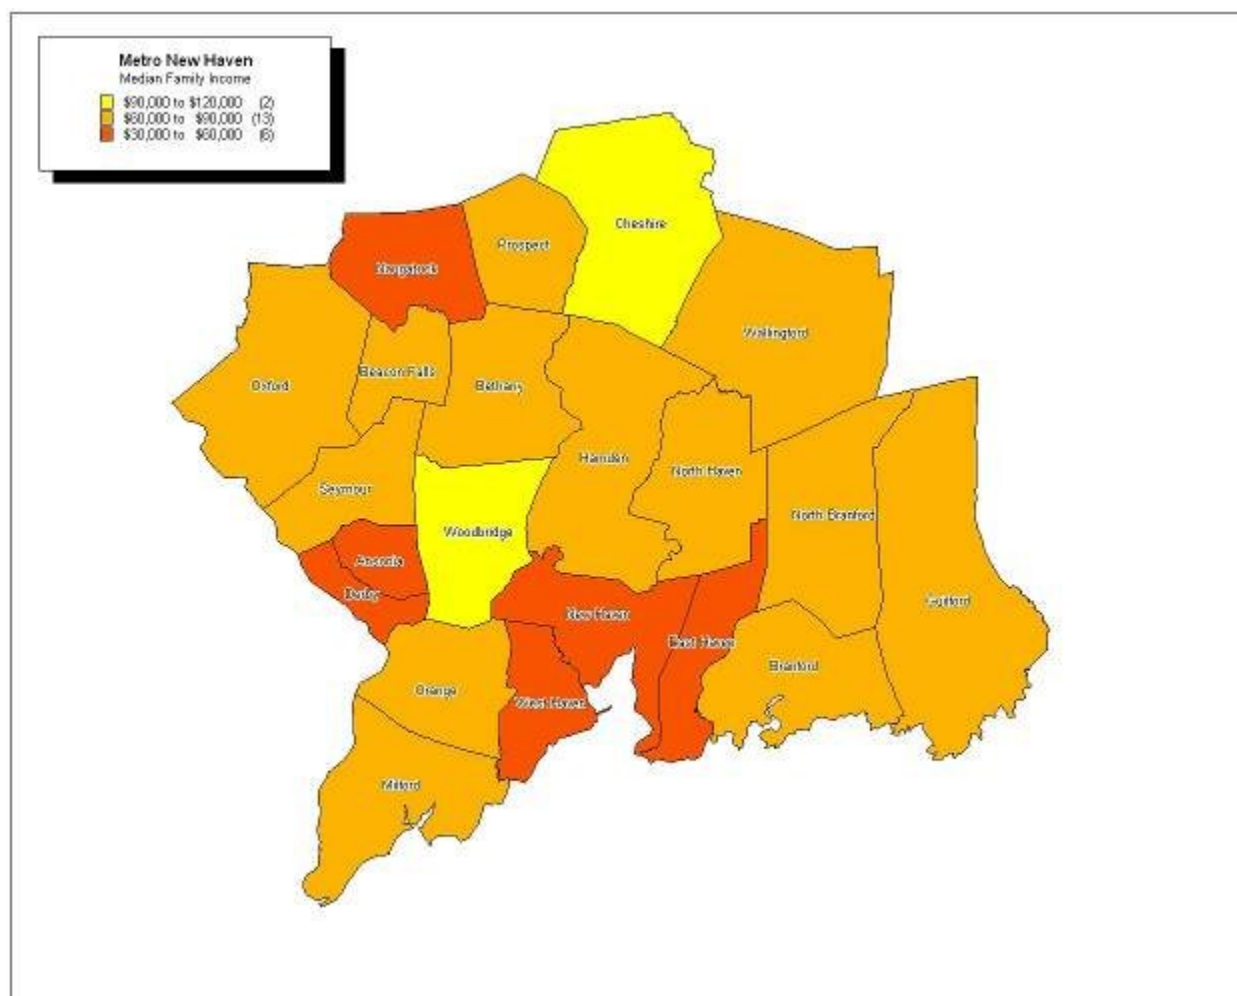 Metro New Haven
Median Family Income
$90,000 to $120,000 (2)
$60,000 to $90,000 (13)
$30,000 to $60,000 (6)
Cheshire
Prospect
Naugatuck
Wallingford
Beacon Falls
Oxford
Bethany
Hamden
North Haven
Seymour
North Branford
Woodbridge
Ansonia
Derby
Guilford
New Haven
East Haven
Branford
Orange
West Haven
Milford